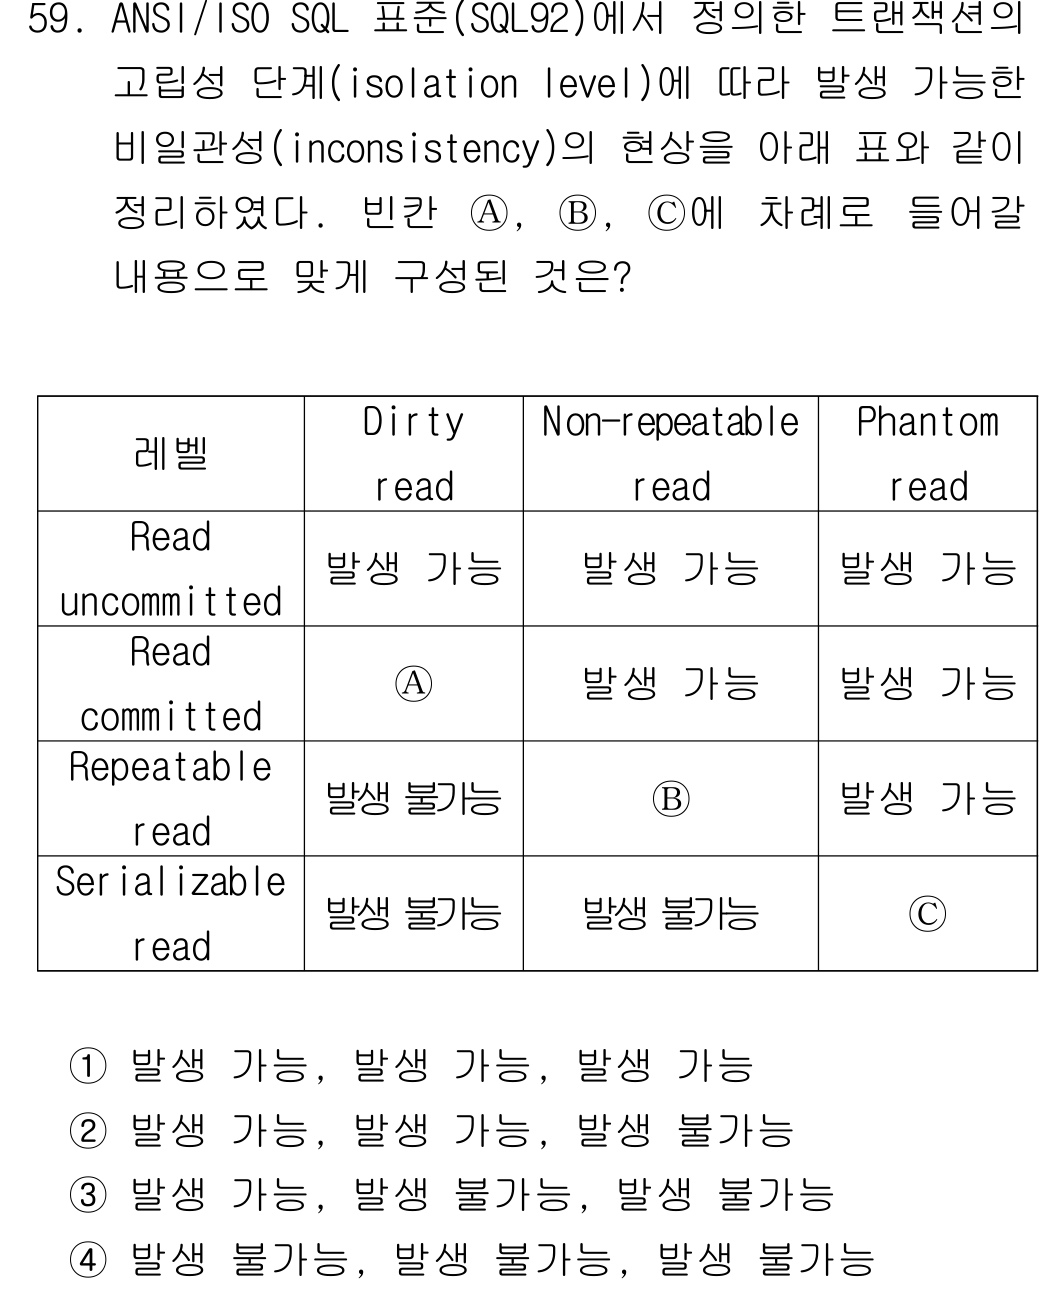 59. ANSI/ISO SQL 표준(SQL92)에서 정의한 트랜잭션의
고립성 단계(isolation level)에 따라 발생 가능한
비일관성(inconsistency)의 현상을 아래 표와 같이
정리하였다. 빈칸 Ⓐ, Ⓑ, Ⓒ에 차례로 들어갈
내용으로 맞게 구성된 것은?
레벨 Dirty read Non-repeatable read Phantom read
Read uncommitted 발생 가능 발생 가능 발생 가능
Read committed Ⓐ 발생 가능 발생 가능
Repeatable read 발생 불가능 Ⓑ 발생 가능
Serializable read 발생 불가능 발생 불가능 Ⓒ
① 발생 가능, 발생 가능, 발생 가능
② 발생 가능, 발생 가능, 발생 불가능
③ 발생 가능, 발생 불가능, 발생 불가능
④ 발생 불가능, 발생 불가능, 발생 불가능